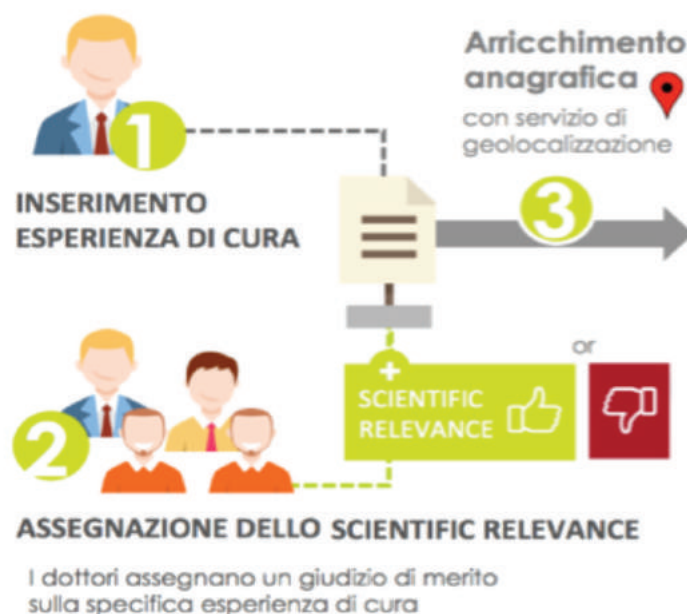 1
INSERIMENTO
ESPERIENZA DI CURA
Arricchimento
anagrafica
con servizio di
geolocalizzazione
3
2
+
SCIENTIFIC
RELEVANCE
or
ASSEGNAZIONE DELLO SCIENTIFIC RELEVANCE
I dottori assegnano un giudizio di merito
sulla specifica esperienza di cura